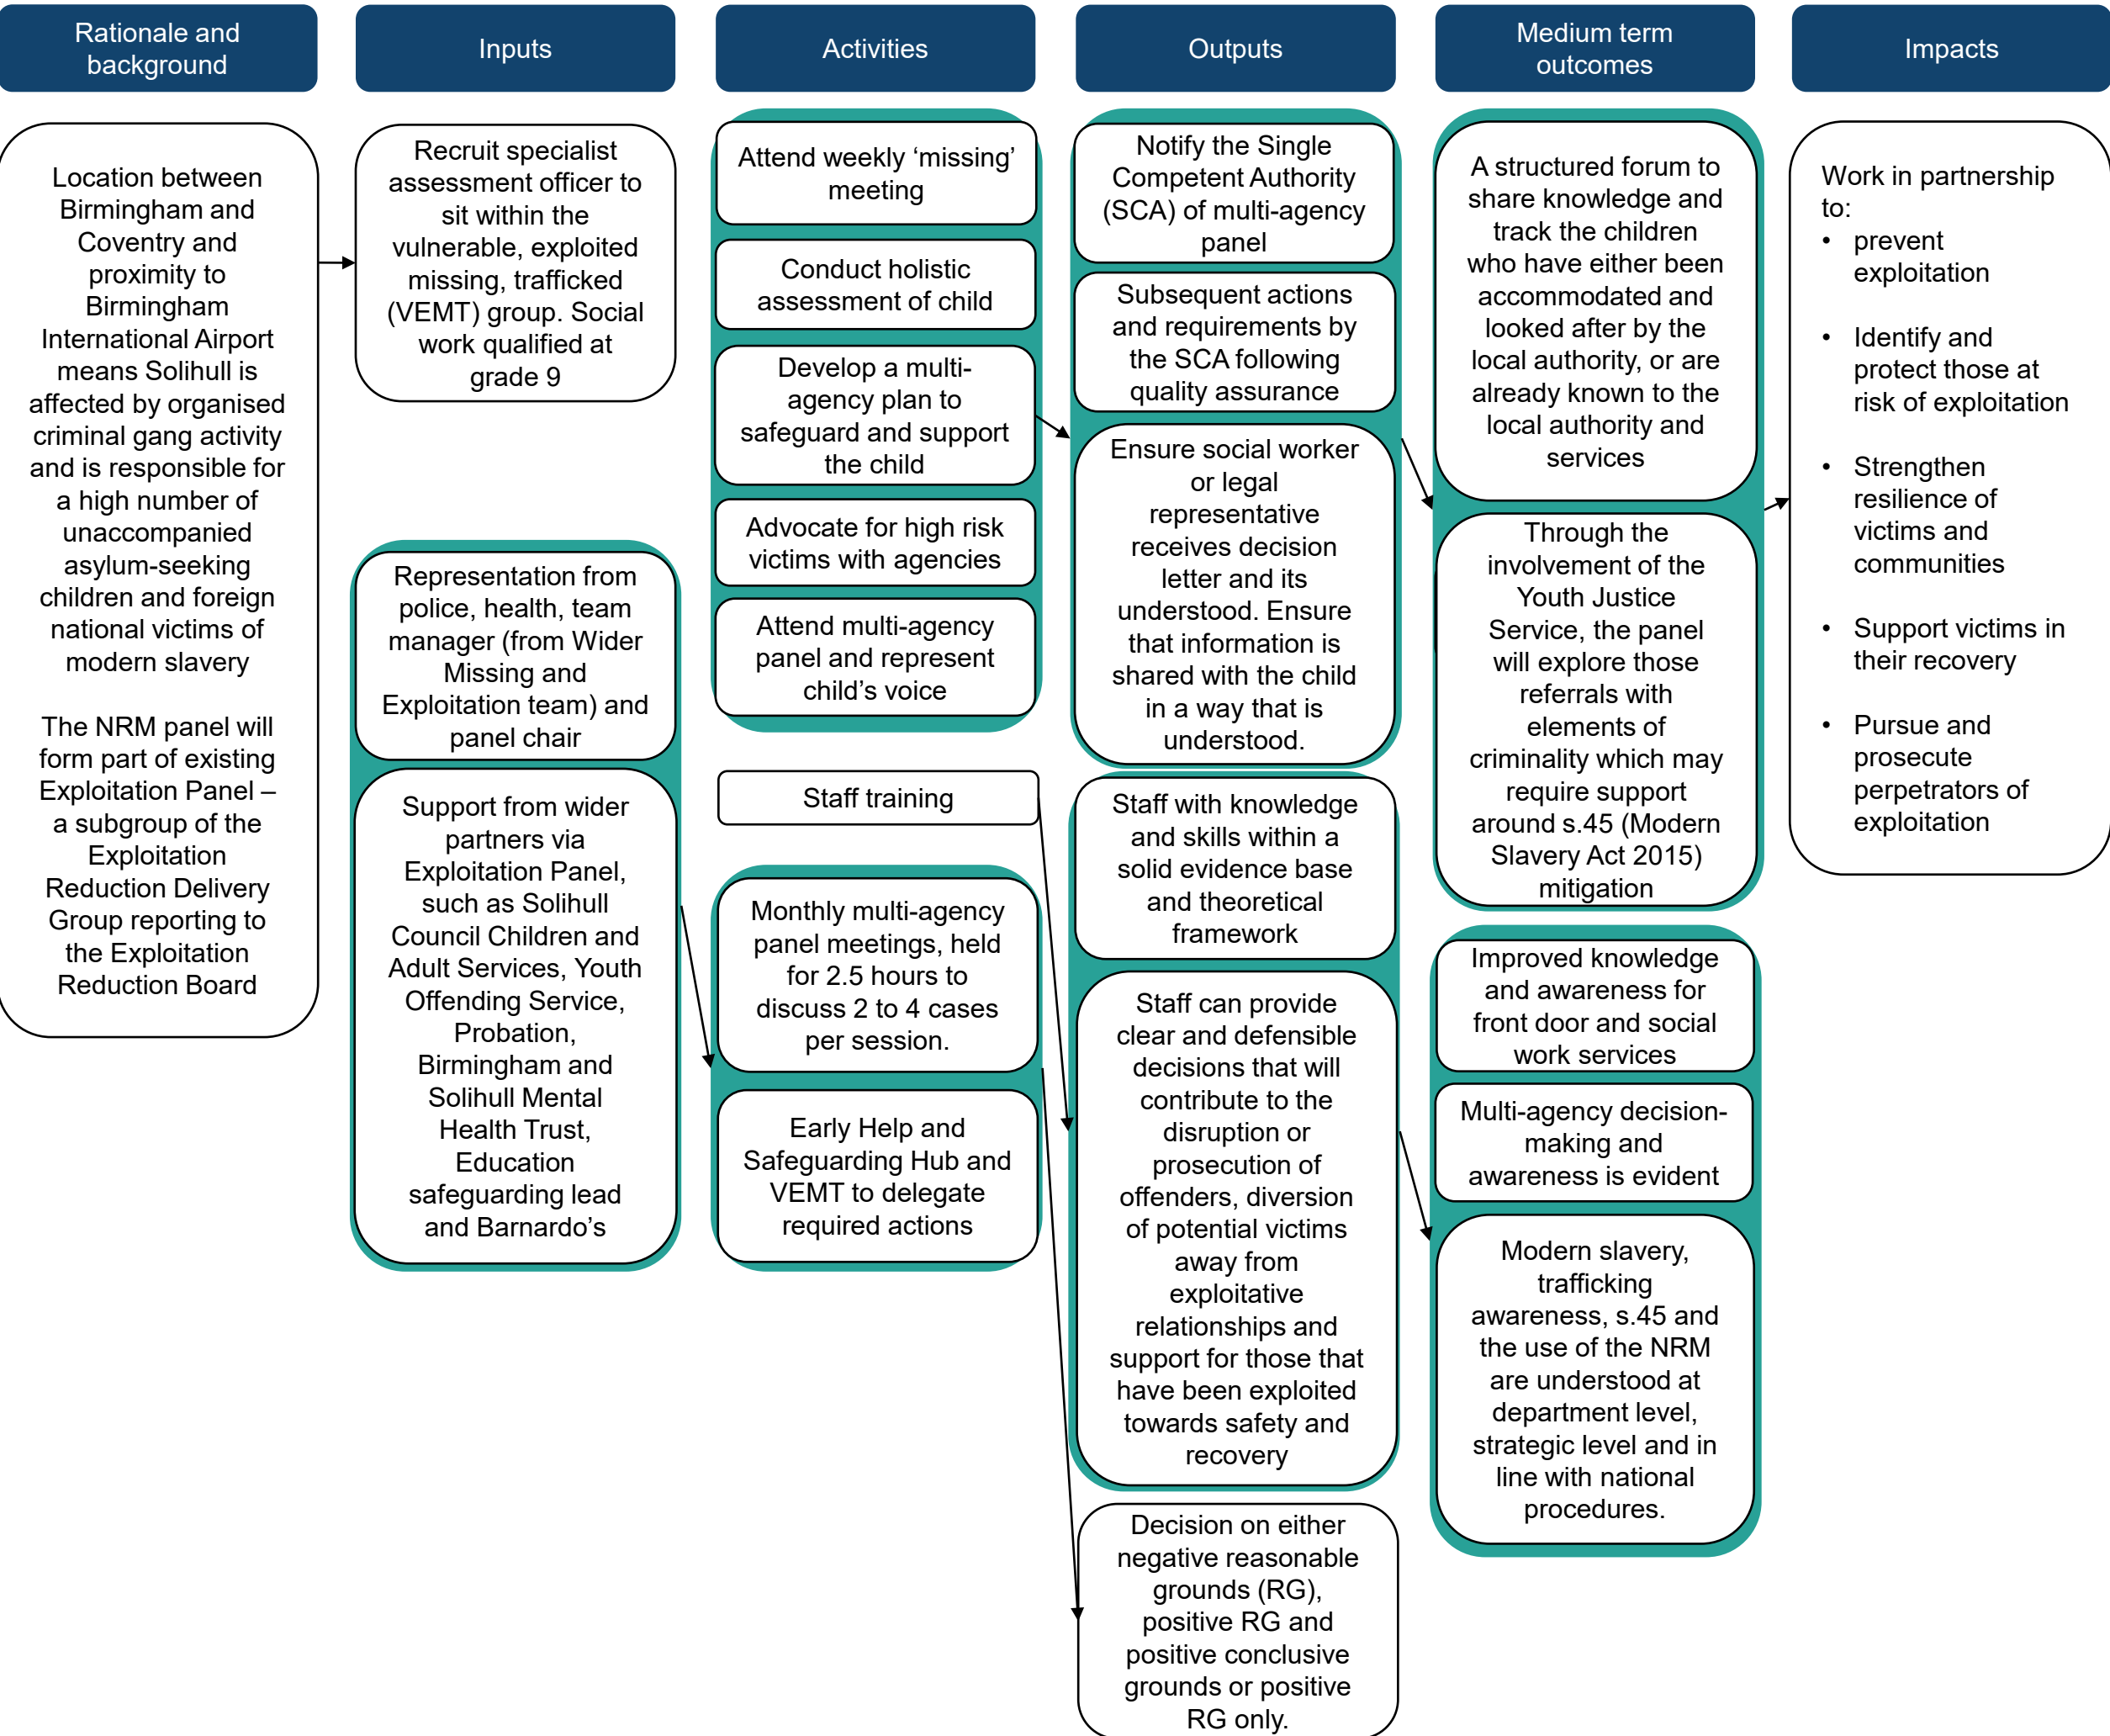 Rationale and
background
Inputs
Activities
Outputs
Medium term
outcomes
Impacts
Location between
Birmingham and
Coventry and
proximity to
Birmingham
International Airport
means Solihull is
affected by organised
criminal gang activity
and is responsible for
a high number of
unaccompanied
asylum-seeking
children and foreign
national victims of
modern slavery
The NRM panel will
form part of existing
Exploitation Panel –
a subgroup of the
Exploitation
Reduction Delivery
Group reporting to
the Exploitation
Reduction Board
Recruit specialist
assessment officer to
sit within the
vulnerable, exploited
missing, trafficked
(VEMT) group. Social
work qualified at
grade 9
Representation from
police, health, team
manager (from Wider
Missing and
Exploitation team) and
panel chair
Support from wider
partners via
Exploitation Panel,
such as Solihull
Council Children and
Adult Services, Youth
Offending Service,
Probation,
Birmingham and
Solihull Mental
Health Trust,
Education
safeguarding lead
and Barnardo’s
Attend weekly ‘missing’
meeting
Conduct holistic
assessment of child
Develop a multi-
agency plan to
safeguard and support
the child
Advocate for high risk
victims with agencies
Attend multi-agency
panel and represent
child’s voice
Staff training
Monthly multi-agency
panel meetings, held
for 2.5 hours to
discuss 2 to 4 cases
per session.
Early Help and
Safeguarding Hub and
VEMT to delegate
required actions
Notify the Single
Competent Authority
(SCA) of multi-agency
panel
Subsequent actions
and requirements by
the SCA following
quality assurance
Ensure social worker
or legal
representative
receives decision
letter and its
understood. Ensure
that information is
shared with the child
in a way that is
understood.
Staff with knowledge
and skills within a
solid evidence base
and theoretical
framework
Staff can provide
clear and defensible
decisions that will
contribute to the
disruption or
prosecution of
offenders, diversion
of potential victims
away from
exploitative
relationships and
support for those that
have been exploited
towards safety and
recovery
Decision on either
negative reasonable
grounds (RG),
positive RG and
positive conclusive
grounds or positive
RG only.
A structured forum to
share knowledge and
track the children
who have either been
accommodated and
looked after by the
local authority, or are
already known to the
local authority and
services
Through the
involvement of the
Youth Justice
Service, the panel
will explore those
referrals with
elements of
criminality which may
require support
around s.45 (Modern
Slavery Act 2015)
mitigation
Improved knowledge
and awareness for
front door and social
work services
Multi-agency decision-
making and
awareness is evident
Modern slavery,
trafficking
awareness, s.45 and
the use of the NRM
are understood at
department level,
strategic level and in
line with national
procedures.
Work in partnership
to:
• prevent
exploitation
• Identify and
protect those at
risk of exploitation
• Strengthen
resilience of
victims and
communities
• Support victims in
their recovery
• Pursue and
prosecute
perpetrators of
exploitation